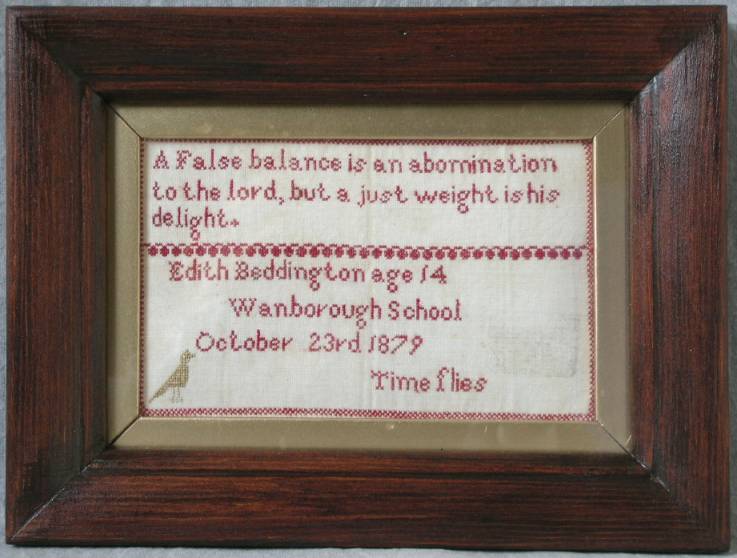 A False balance is an abomination
to the lord, but a just weight is his
delight.
Edith Beddington age 14
Wanborough School
October 23rd 1879
Time flies